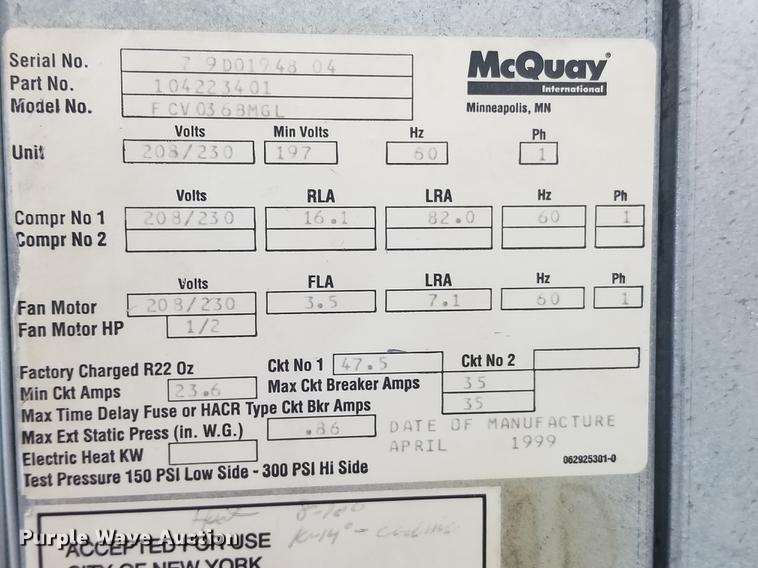 Serial No. Z 9D01948 04
Part No. 104223401
Model No. FCV0368MGL
McQuay®
International
Minneapolis, MN
Volts Min Volts Hz Ph
Unit 208/230 197 60 1
Volts RLA LRA Hz Ph
Compr No 1 208/230 16.1 82.0 60 1
Compr No 2
Volts FLA LRA Hz Ph
Fan Motor 208/230 3.5 7.1 60 1
Fan Motor HP 1/2
Factory Charged R22 Oz Ckt No 1 47.5 Ckt No 2
Min Ckt Amps 23.6 Max Ckt Breaker Amps 35
Max Time Delay Fuse or HACR Type Ckt Bkr Amps 35
Max Ext Static Press (in. W.G.) .86
Electric Heat KW
DATE OF MANUFACTURE
APRIL 1999
Test Pressure 150 PSI Low Side - 300 PSI Hi Side
062925301-0
Purple Wave Auction
ACCEPTED FOR USE
CITY OF NEW YORK